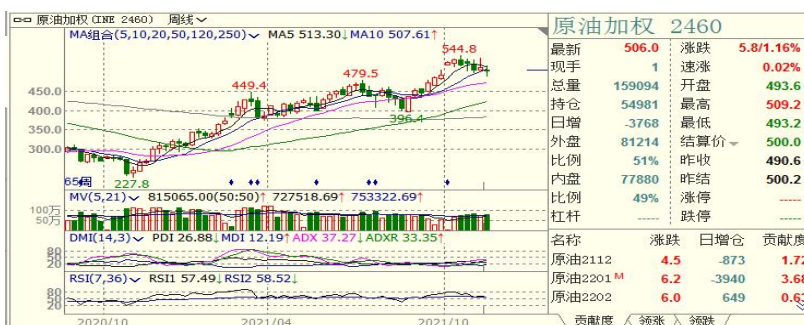 原油加权(INE 2460) 周线
MA组合(5,10,20,50,120,250) MA5 513.30↓MA10 507.61↑
544.8
479.5
449.4
450.0
400.0
350.0
300.0
396.4
65周
227.8
MV(5,21) 815065.00(50:50)↑ 727518.69↑ 753322.69↑
100万
50万
DMI(14,3) PDI 26.88↓MDI 12.19↑ADX 37.27↓ADXR 33.35↑
80
50
20
RSI(7,36) RSI1 57.49↓RSI2 58.52↓
80
50
20
2020/10 2021/04 2021/10
原油加权 2460
最新 506.0 涨跌 5.8/1.16%
现手 1 速涨 0.02%
总量 159094 开盘 493.6
持仓 54981 最高 509.2
日增 -3768 最低 493.2
外盘 81214 结算价 500.0
比例 51% 昨收 490.6
内盘 77880 昨结 500.2
比例 49% 涨停 -----
杠杆 ----- 跌停 -----
名称 涨跌 日增仓 贡献度
原油2112 4.5 -873 1.72
原油2201 M 6.2 -3940 3.68
原油2202 6.0 649 0.63
贡献度 领涨 领跌